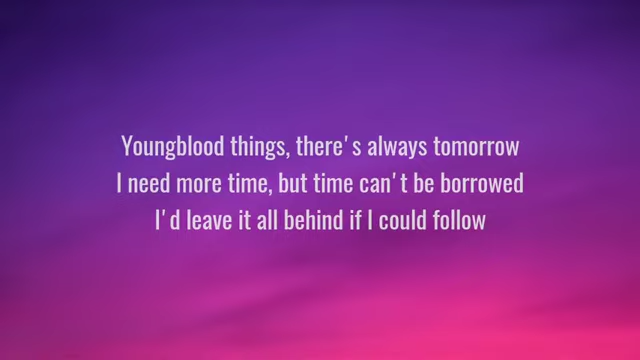 Youngblood things, there's always tomorrow
I need more time, but time can't be borrowed
I'd leave it all behind if I could follow